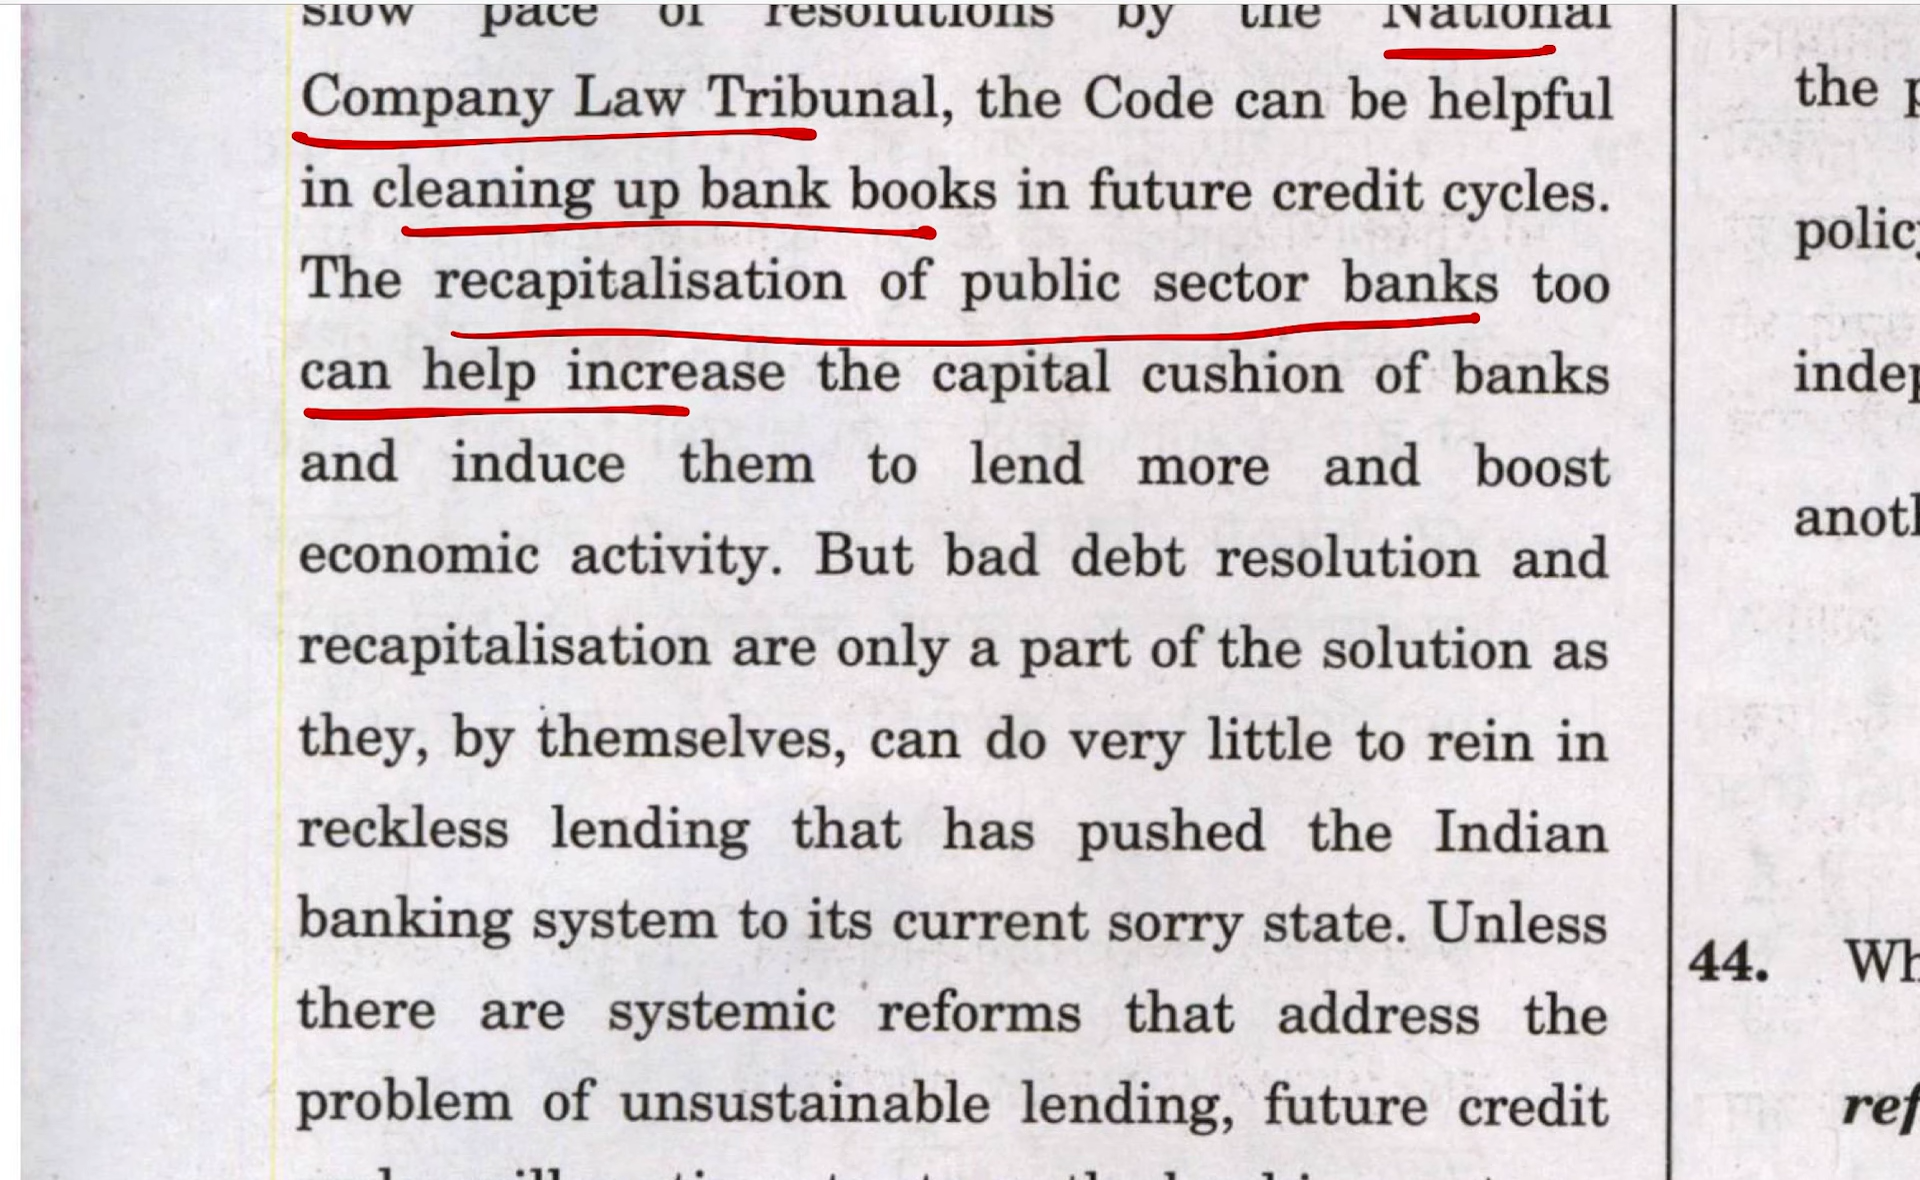 slow pace of resolutions by the National
Company Law Tribunal, the Code can be helpful
in cleaning up bank books in future credit cycles.
The recapitalisation of public sector banks too
can help increase the capital cushion of banks
and induce them to lend more and boost
economic activity. But bad debt resolution and
recapitalisation are only a part of the solution as
they, by themselves, can do very little to rein in
reckless lending that has pushed the Indian
banking system to its current sorry state. Unless
there are systemic reforms that address the
problem of unsustainable lending, future credit
the
44.